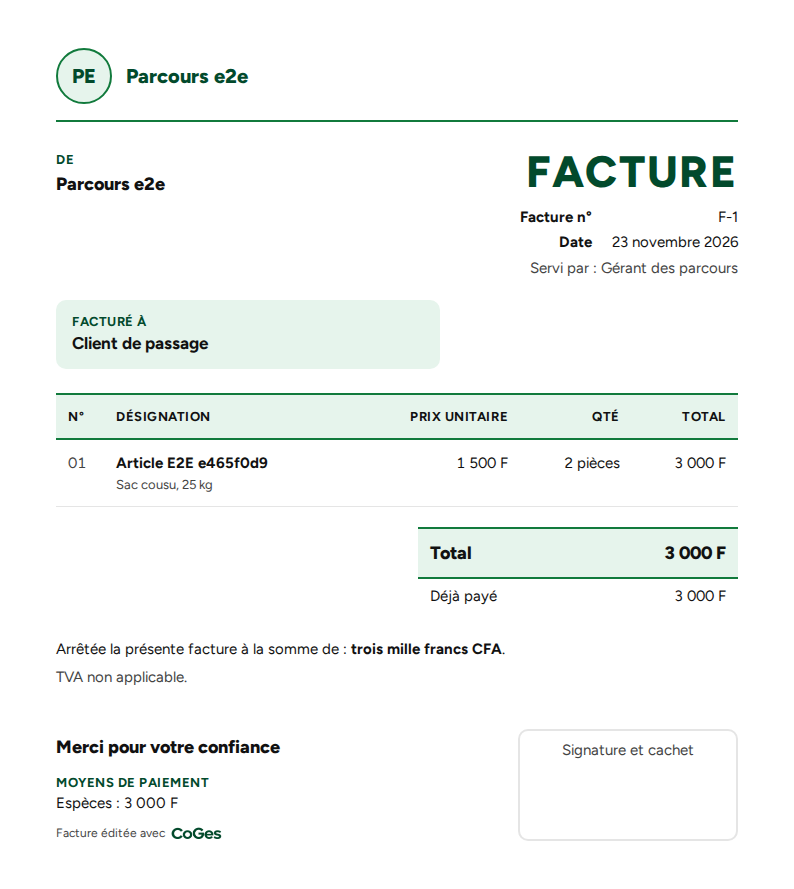 PE Parcours e2e
DE
Parcours e2e
FACTURE
Facture n° F-1
Date 23 novembre 2026
Servi par : Gérant des parcours
FACTURÉ À
Client de passage
N° DÉSIGNATION PRIX UNITAIRE QTÉ TOTAL
01 Article E2E e465f0d9 1 500 F 2 pièces 3 000 F
Sac cousu, 25 kg
Total 3 000 F
Déjà payé 3 000 F
Arrêtée la présente facture à la somme de : trois mille francs CFA.
TVA non applicable.
Merci pour votre confiance
MOYENS DE PAIEMENT
Espèces : 3 000 F
Facture éditée avec CoGes
Signature et cachet